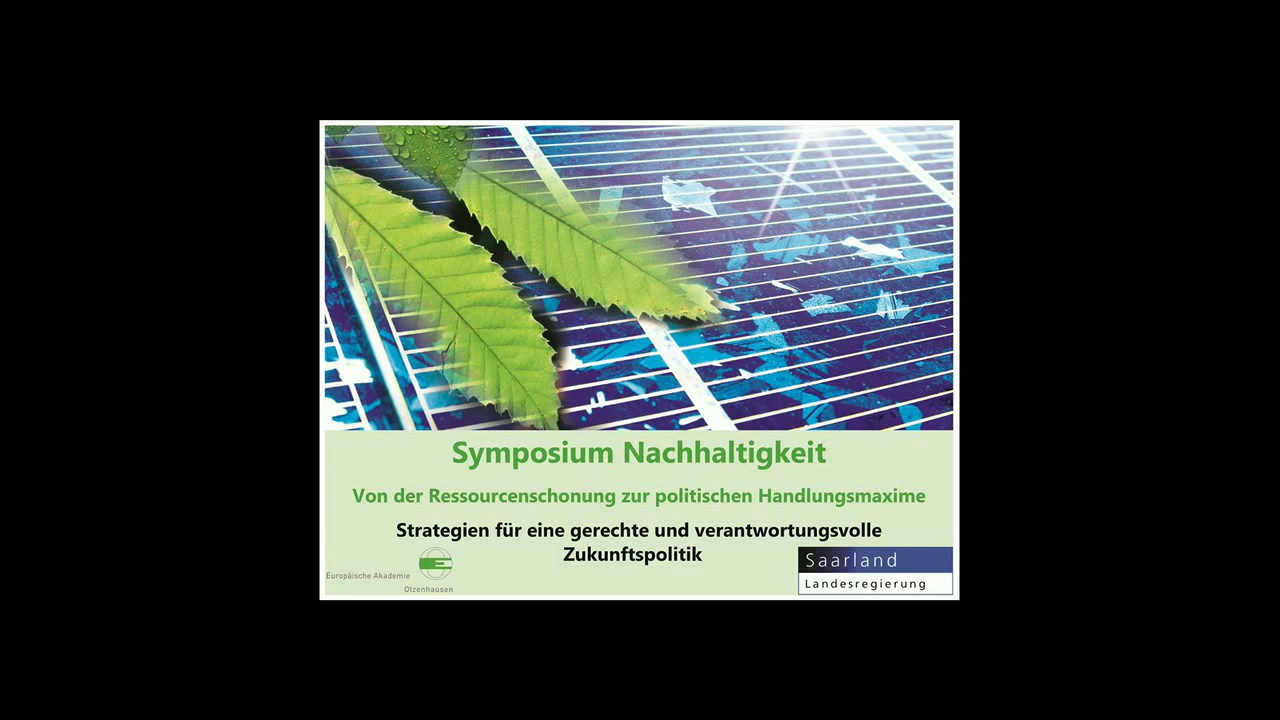 Symposium Nachhaltigkeit
Von der Ressourcenschonung zur politischen Handlungsmaxime
Strategien für eine gerechte und verantwortungsvolle
Zukunftspolitik
Europäische Akademie
Otzenhausen
Saarland
Landesregierung